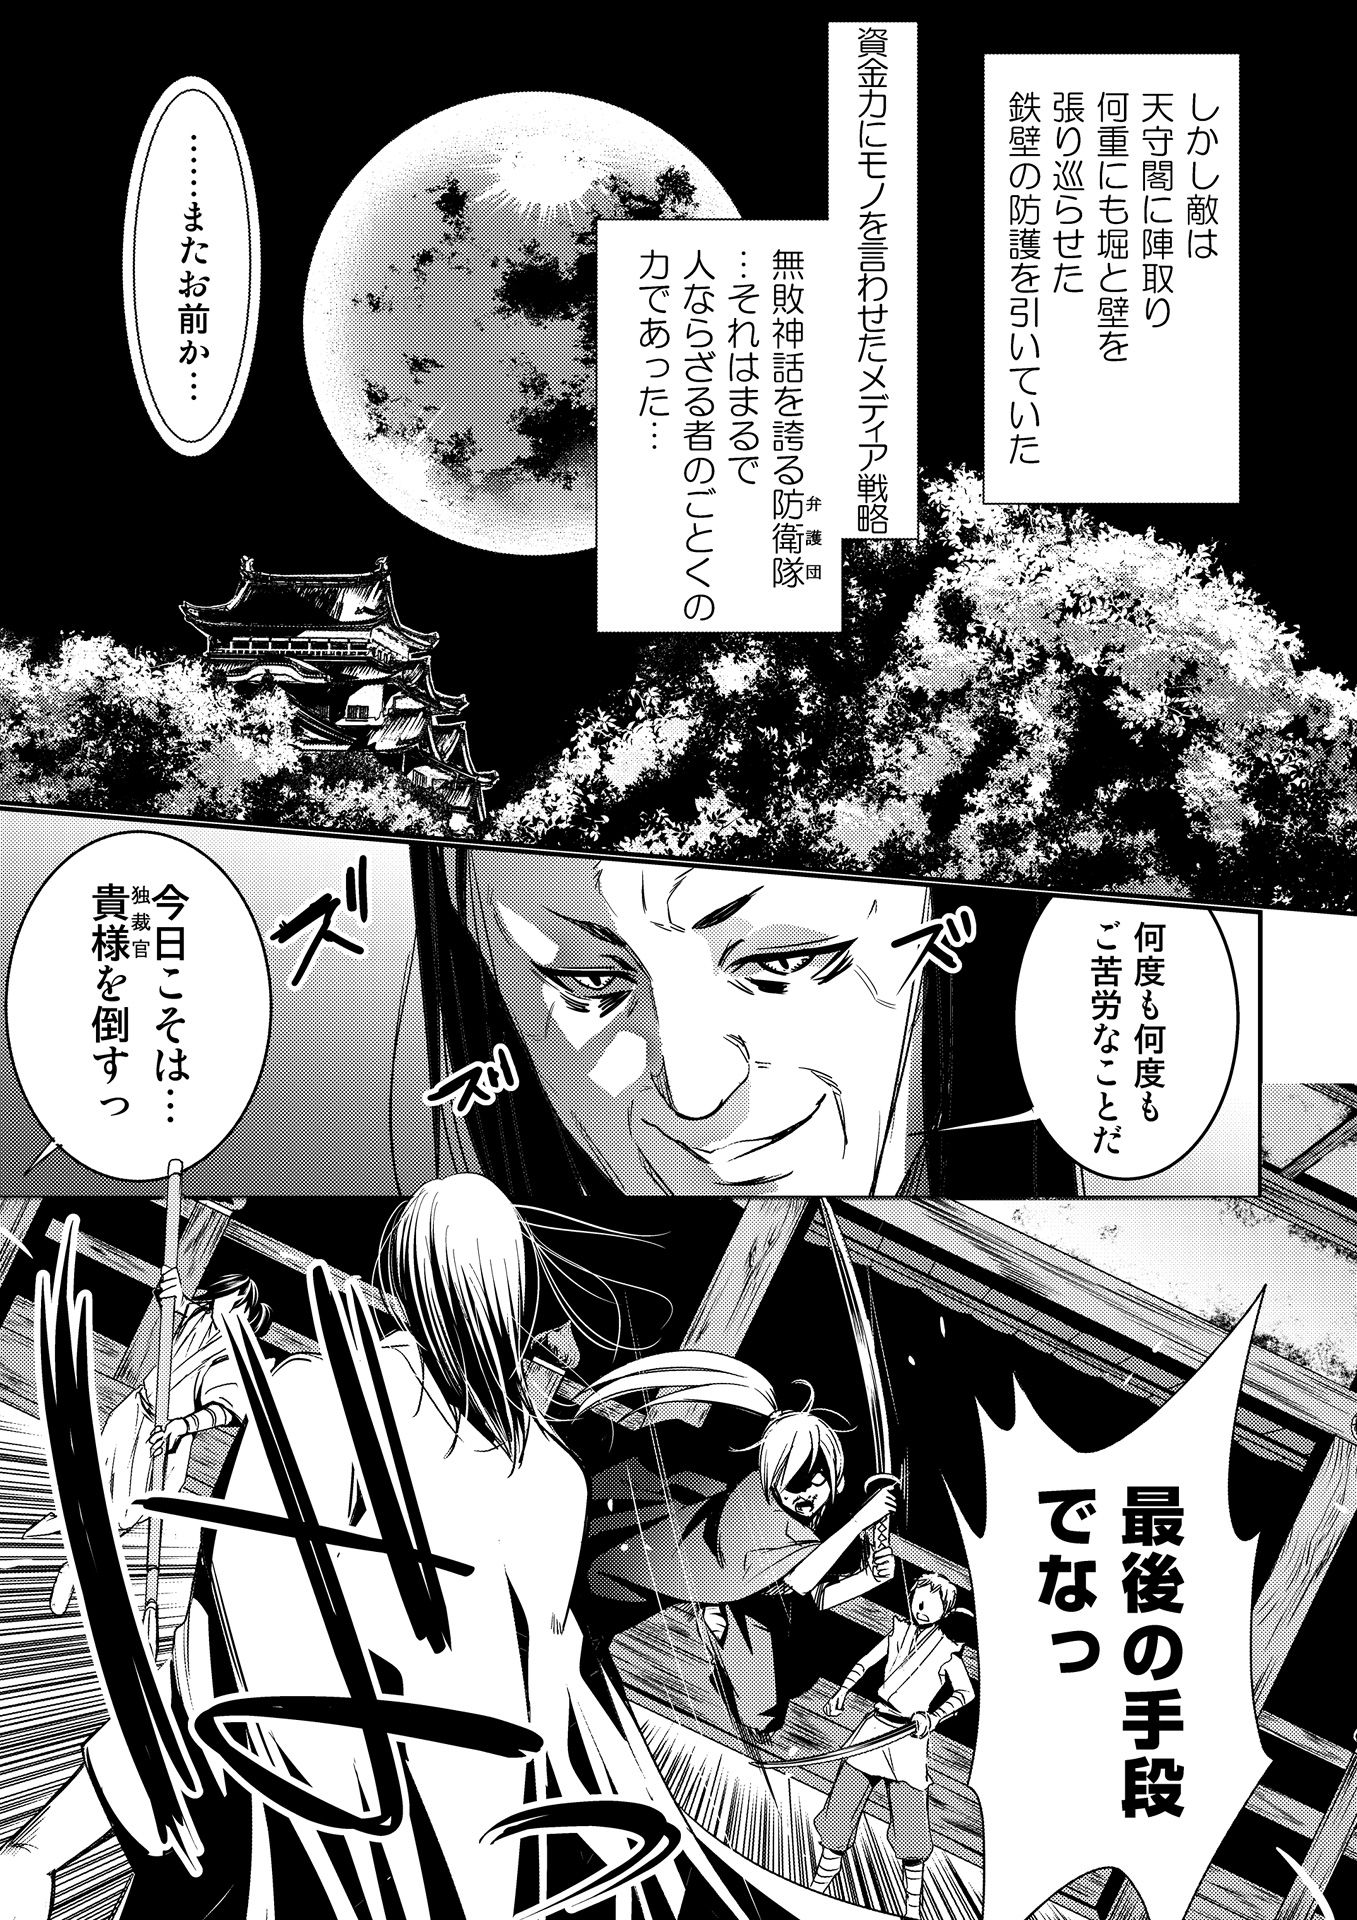 しかし敵は
天守閣に陣取り
何重にも堀と壁を
張り巡らせた
鉄壁の防護を引いていた
資金力にモノを言わせたメディア戦略
無敗神話を誇る防衛隊
弁護団
…それはまるで
人ならざる者のごとくの
力であった…
……またお前か…
何度も何度も
ご苦労なことだ
ズ
ズ
ズ
今日こそは…
貴様を倒すっ
独裁官
最後の手段
でなっ